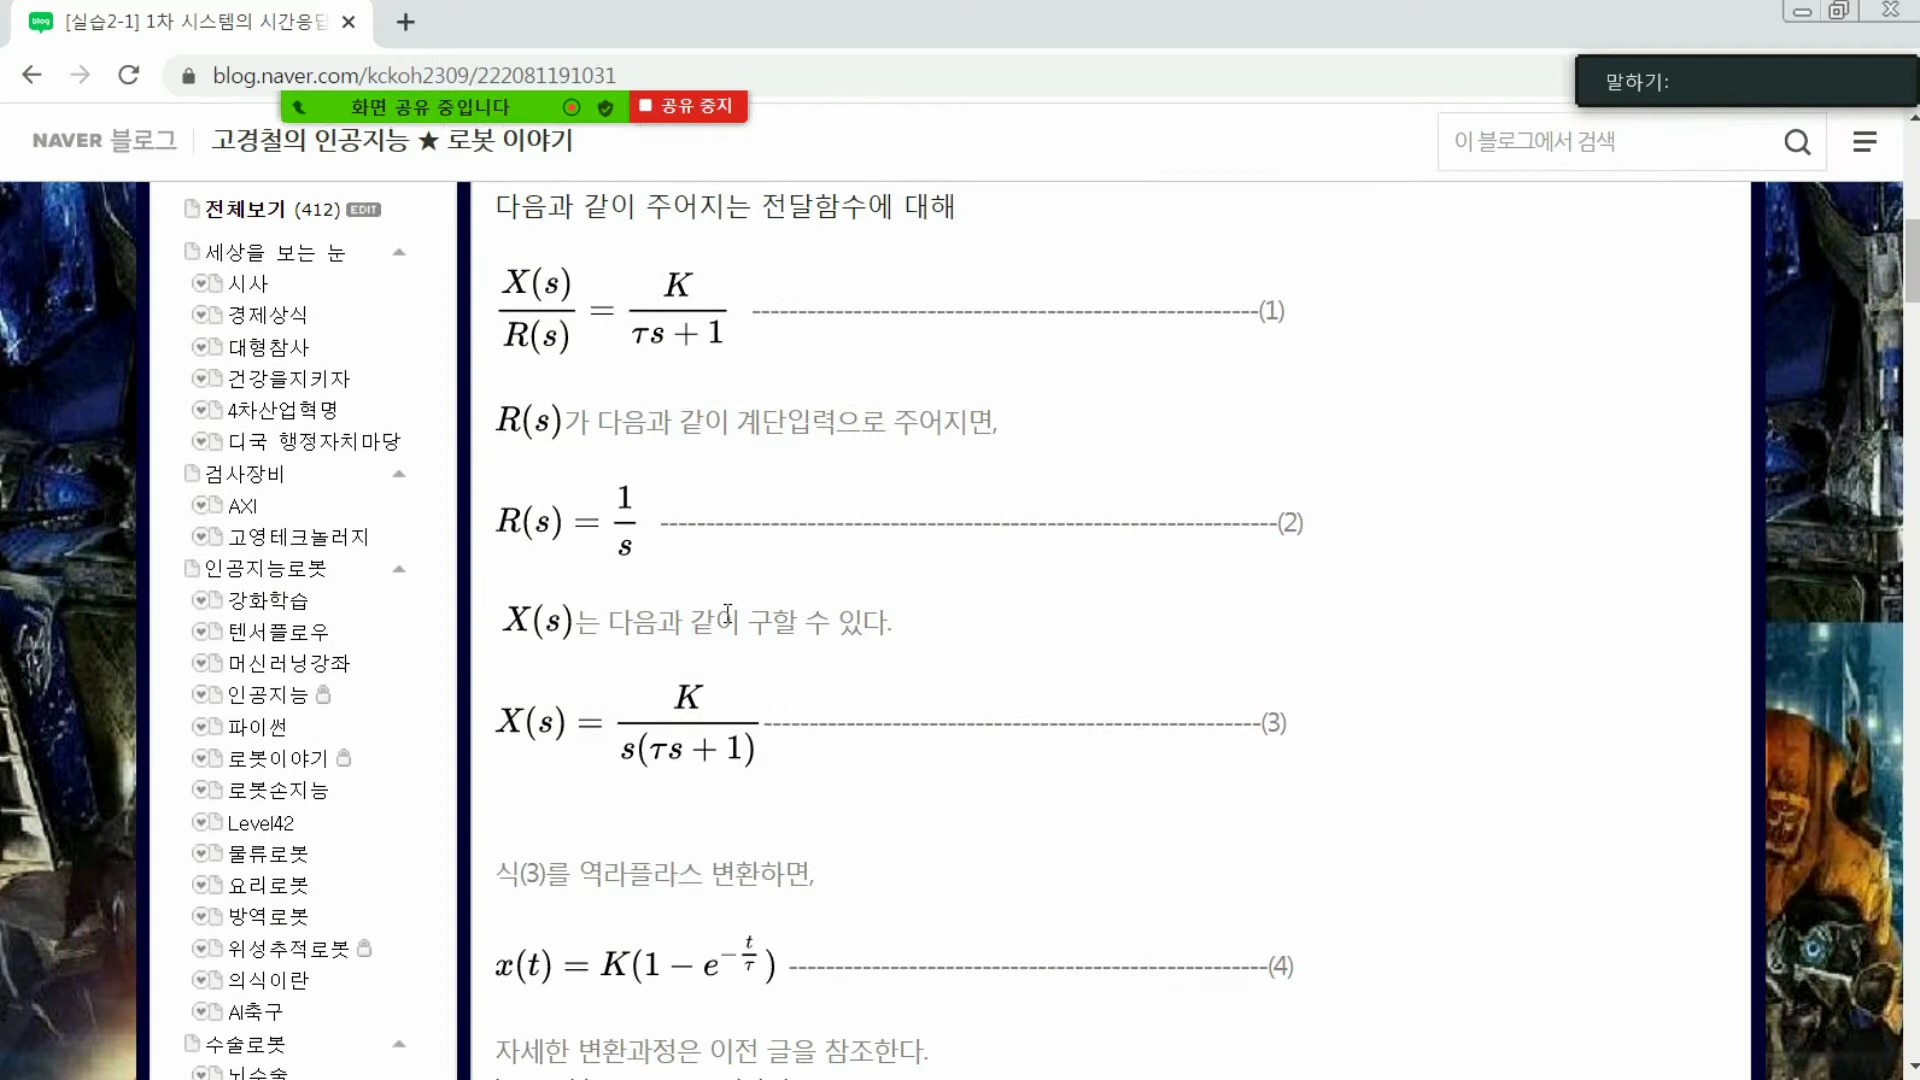 [실습2-1] 1차 시스템의 시간응답
blog.naver.com/kckoh2309/222081191031
말하기:
화면 공유 중입니다
공유 중지
NAVER 블로그
고경철의 인공지능 ★ 로봇 이야기
이 블로그에서 검색
전체보기 (412) EDIT
세상을 보는 눈
시사
경제상식
대형참사
건강을지키자
4차산업혁명
디국 행정자치마당
검사장비
AXI
고영테크놀러지
인공지능로봇
강화학습
텐서플로우
머신러닝강좌
인공지능
파이썬
로봇이야기
로봇손지능
Level42
물류로봇
요리로봇
방역로봇
위성추적로봇
의식이란
AI축구
수술로봇
뇌수술
다음과 같이 주어지는 전달함수에 대해
X(s)/R(s) = K/(τs + 1) --------------------(1)
R(s)가 다음과 같이 계단입력으로 주어지면,
R(s) = 1/s --------------------(2)
X(s)는 다음과 같이 구할 수 있다.
X(s) = K/(s(τs + 1)) --------------------(3)
식(3)를 역라플라스 변환하면,
x(t) = K(1 − e^(−t/τ)) --------------------(4)
자세한 변환과정은 이전 글을 참조한다.